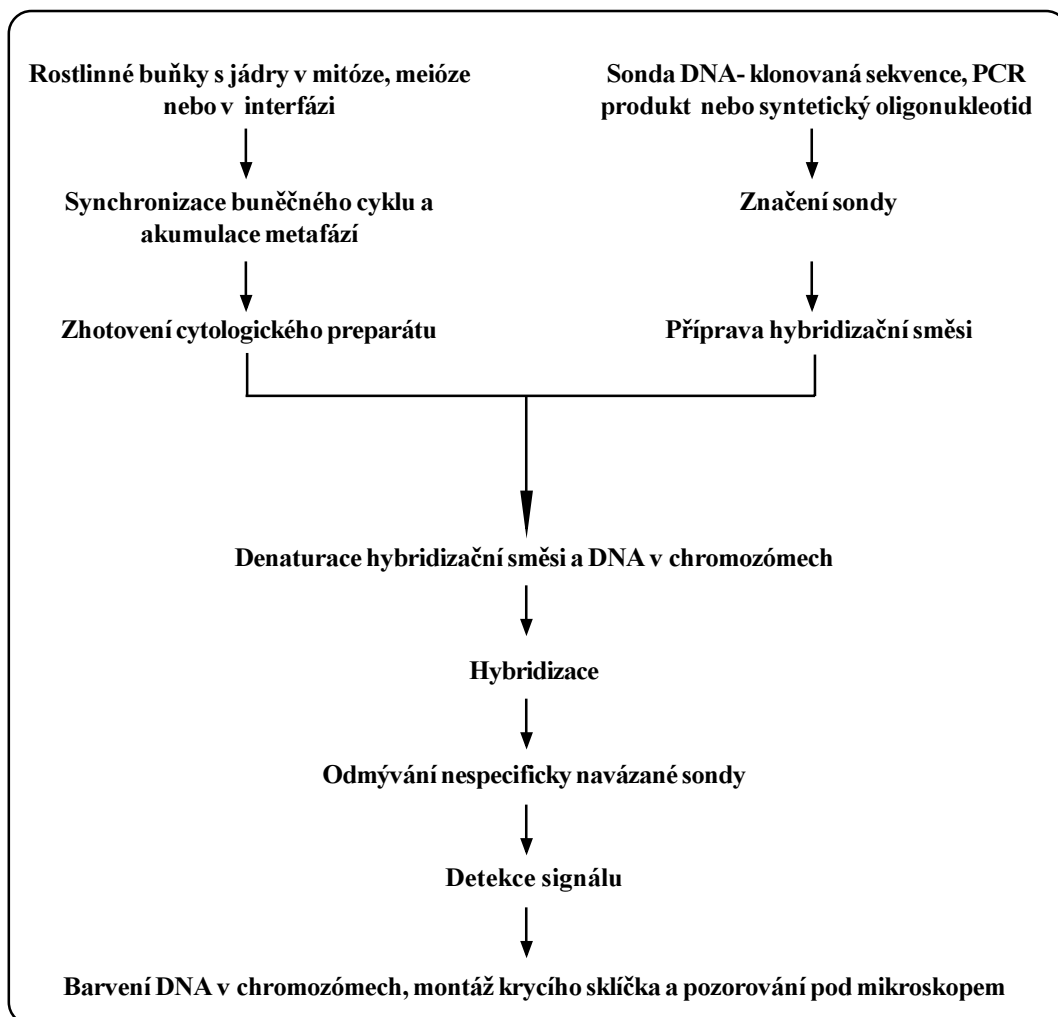 Rostlinné buňky s jádry v mitóze, meióze
nebo v interfázi
Synchronizace buněčného cyklu a
akumulace metafází
Zhotovení cytologického preparátu
Sonda DNA- klonovaná sekvence, PCR
produkt nebo syntetický oligonukleotid
Značení sondy
Příprava hybridizační směsi
Denaturace hybridizační směsi a DNA v chromozómech
Hybridizace
Odmývání nespecificky navázané sondy
Detekce signálu
Barvení DNA v chromozómech, montáž krycího sklíčka a pozorování pod mikroskopem